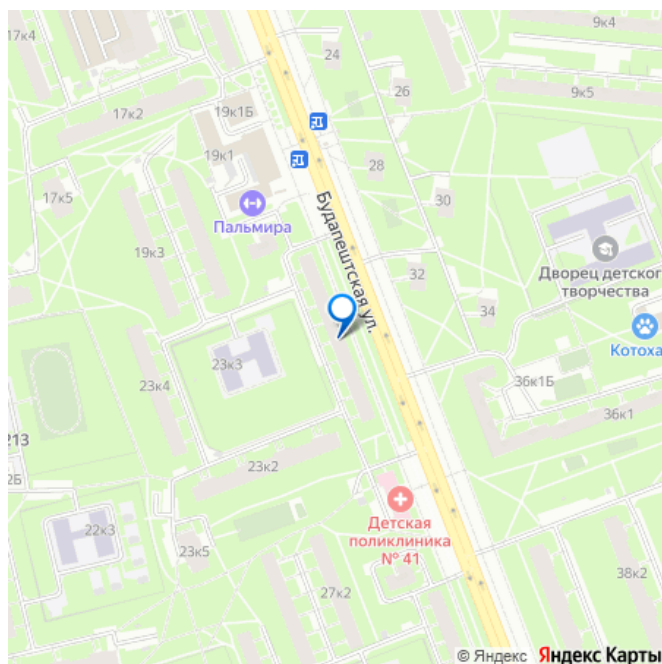 17к4
24
9к4
26
9к5
17к2
19к1Б
19к1
28
17к5
30
Пальмира
Будапештская ул.
19к3
32
Дворец детског
творчества
34
Котоха
23к3
36к1Б
23к4
36к1
213
23к2
2Б
Детская
поликлиника
№ 41
22к3
23к5
27к2
38к2
© Яндекс Яндекс Карты